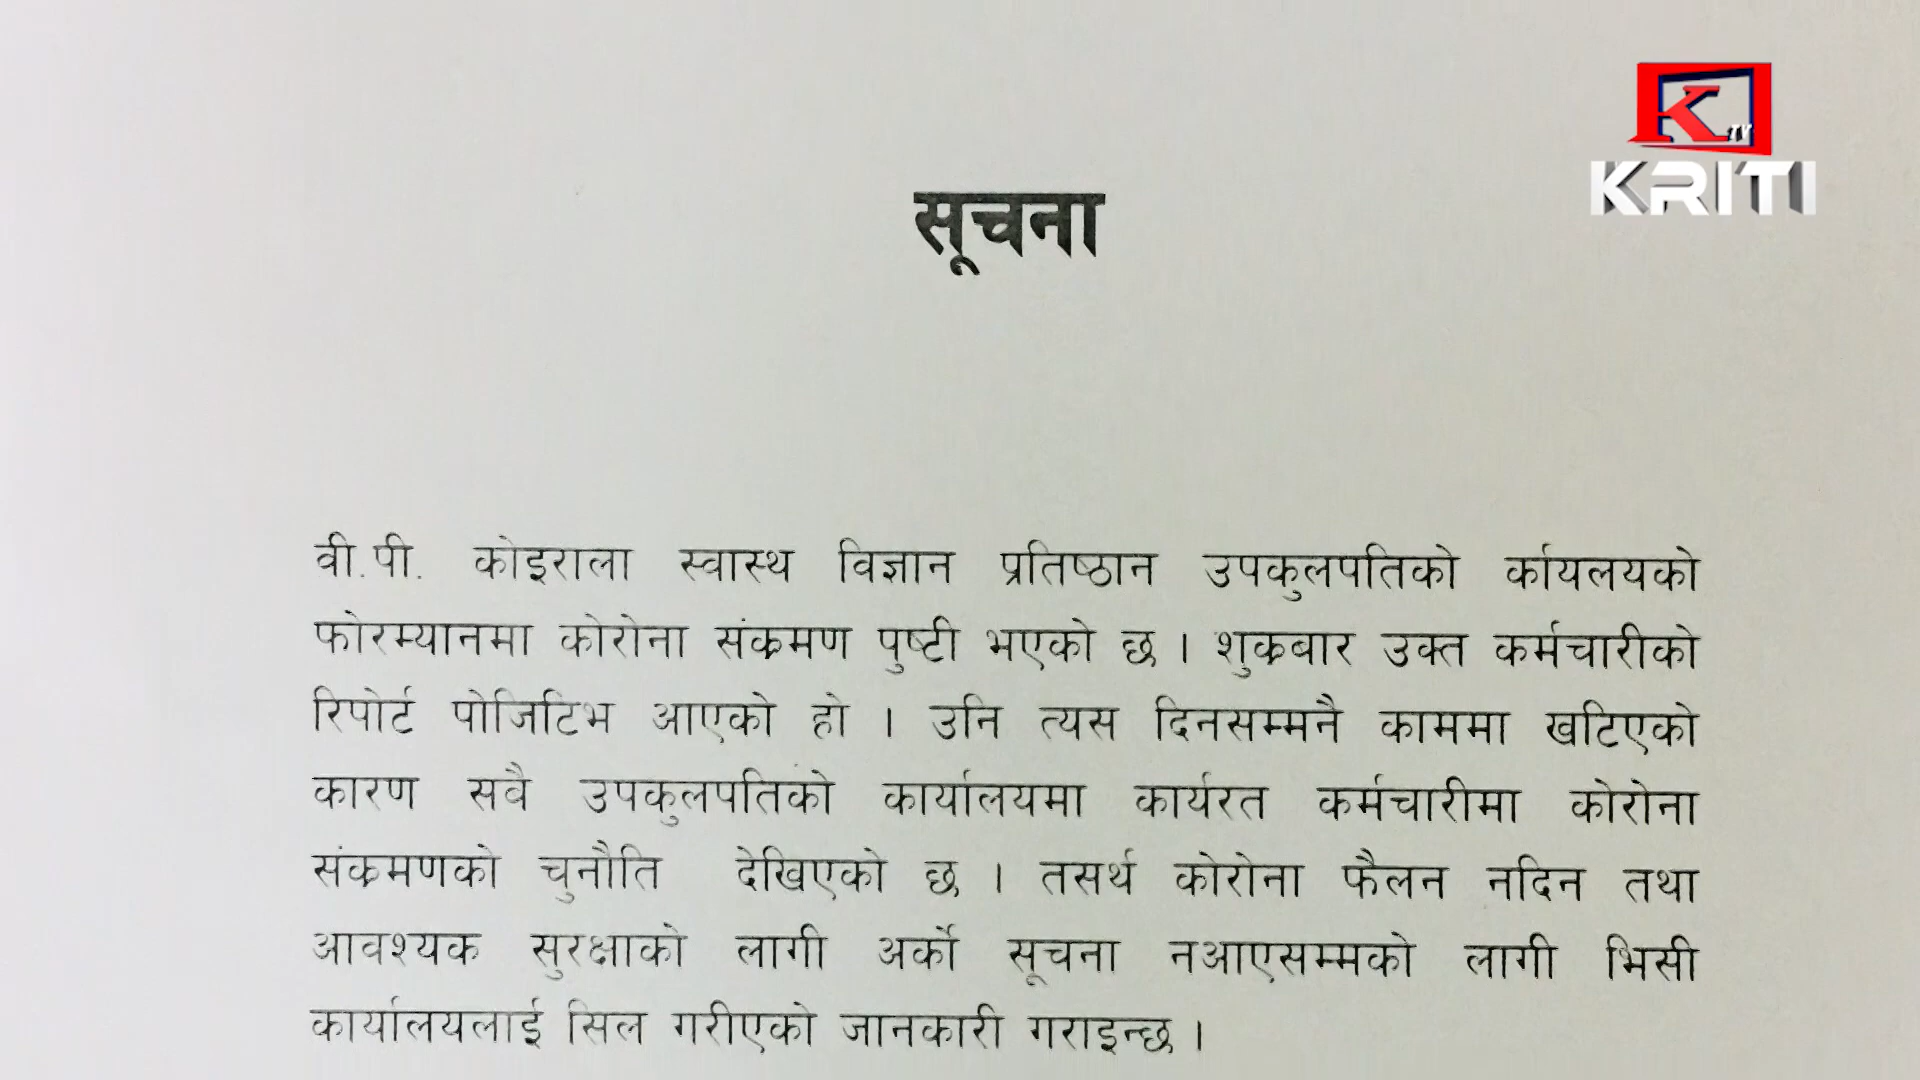 K TV
KRITI
सूचना
वी.पी. कोइराला स्वास्थ विज्ञान प्रतिष्ठान उपकुलपतिको र्कायलयको
फोरम्यानमा कोरोना संक्रमण पुष्टी भएको छ । शुक्रबार उक्त कर्मचारीको
रिपोर्ट पोजिटिभ आएको हो । उनि त्यस दिनसम्मनै काममा खटिएको
कारण सवै उपकुलपतिको कार्यालयमा कार्यरत कर्मचारीमा कोरोना
संक्रमणको चुनौति देखिएको छ । तसर्थ कोरोना फैलन नदिन तथा
आवश्यक सुरक्षाको लागी अर्को सूचना नआएसम्मको लागी भिसी
कार्यालयलाई सिल गरीएको जानकारी गराइन्छ ।